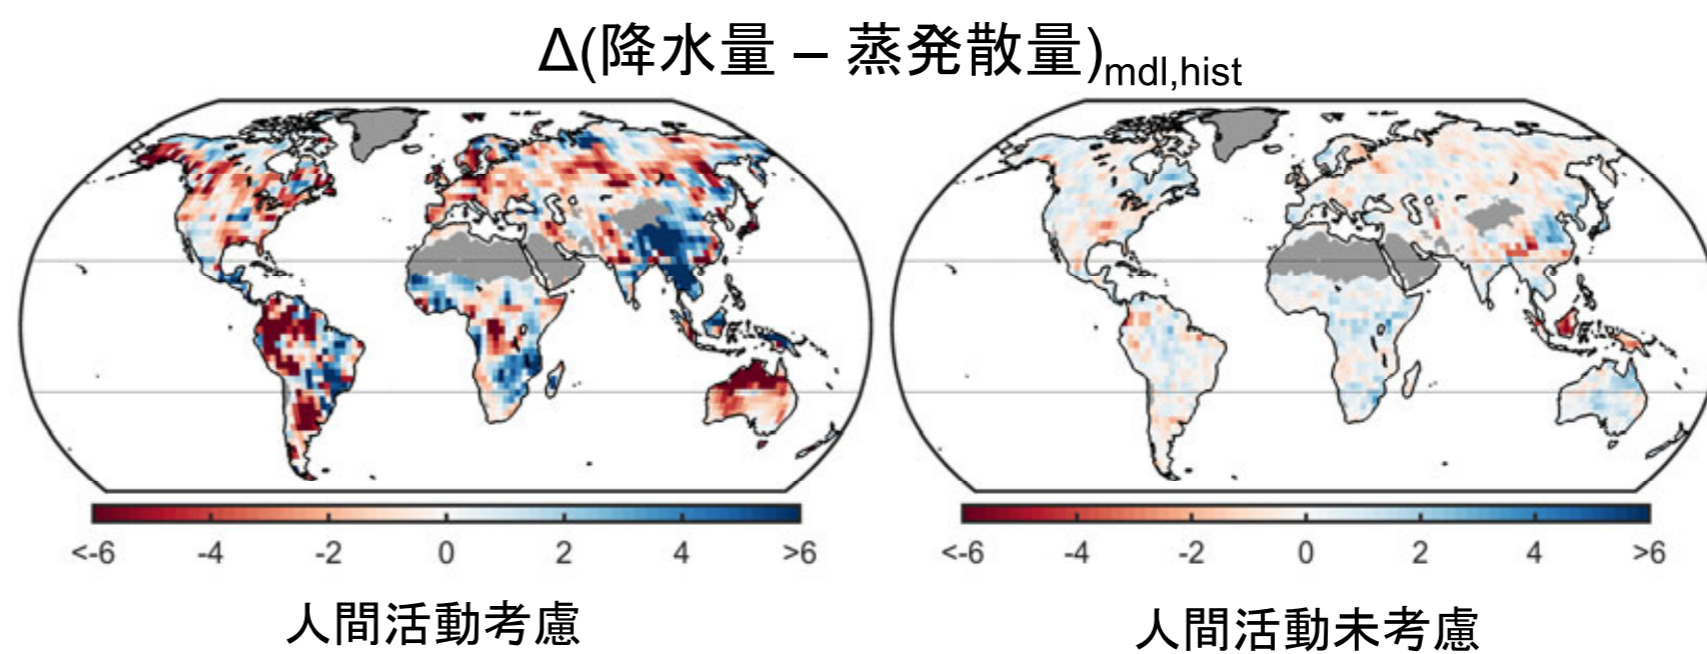 Δ(降水量 – 蒸発散量)mdl,hist
<-6 -4 -2 0 2 4 >6
<-6 -4 -2 0 2 4 >6
人間活動考慮
人間活動未考慮